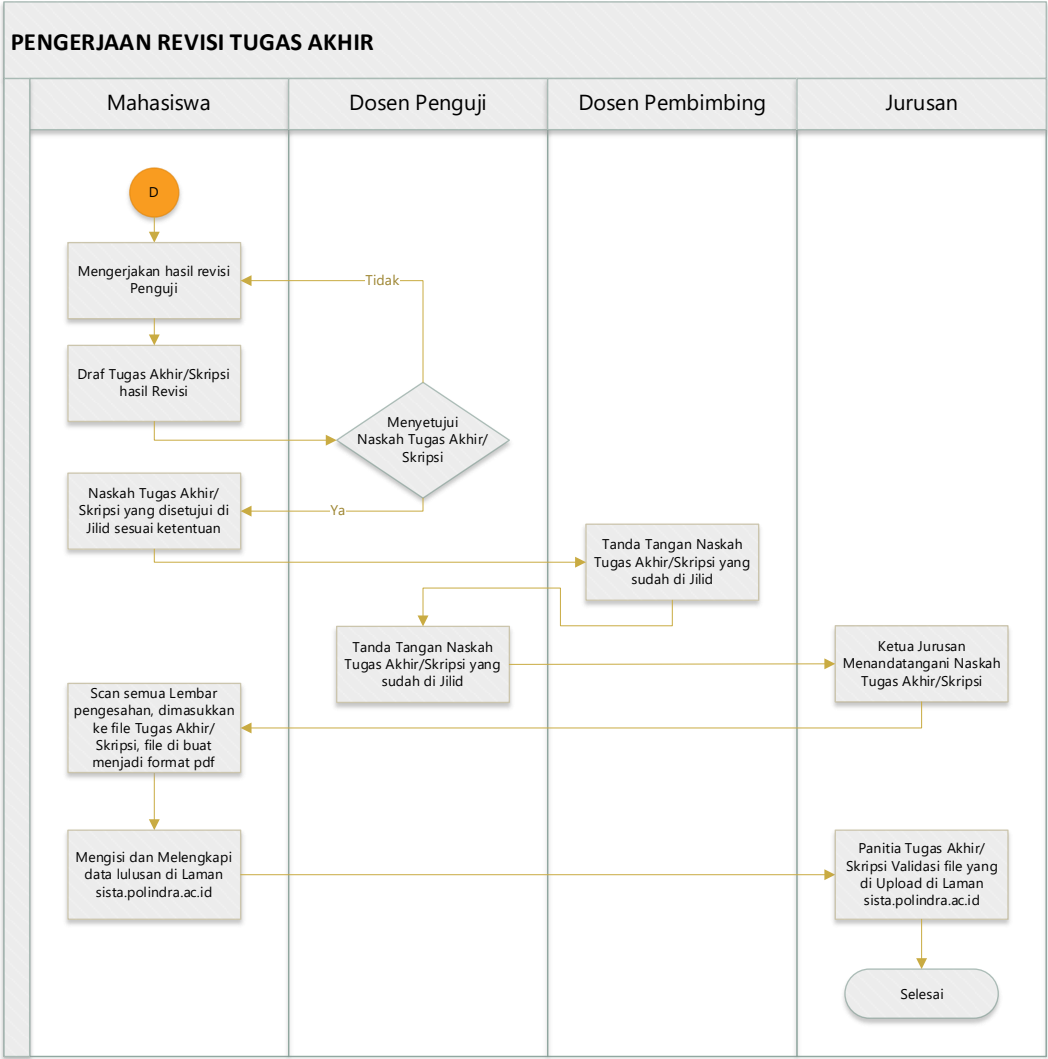 PENGERJAAN REVISI TUGAS AKHIR
Mahasiswa
Dosen Penguji
Dosen Pembimbing
Jurusan
D
Mengerjakan hasil revisi
Penguji
Tidak
Draf Tugas Akhir/Skripsi
hasil Revisi
Menyetujui
Naskah Tugas Akhir/
Skripsi
Naskah Tugas Akhir/
Skripsi yang disetujui di
Jilid sesuai ketentuan
Ya
Tanda Tangan Naskah
Tugas Akhir/Skripsi yang
sudah di Jilid
Tanda Tangan Naskah
Tugas Akhir/Skripsi yang
sudah di Jilid
Ketua Jurusan
Menandatangani Naskah
Tugas Akhir/Skripsi
Scan semua Lembar
pengesahan, dimasukkan
ke file Tugas Akhir/
Skripsi, file di buat
menjadi format pdf
Mengisi dan Melengkapi
data lulusan di Laman
sista.polindra.ac.id
Panitia Tugas Akhir/
Skripsi Validasi file yang
di Upload di Laman
sista.polindra.ac.id
Selesai